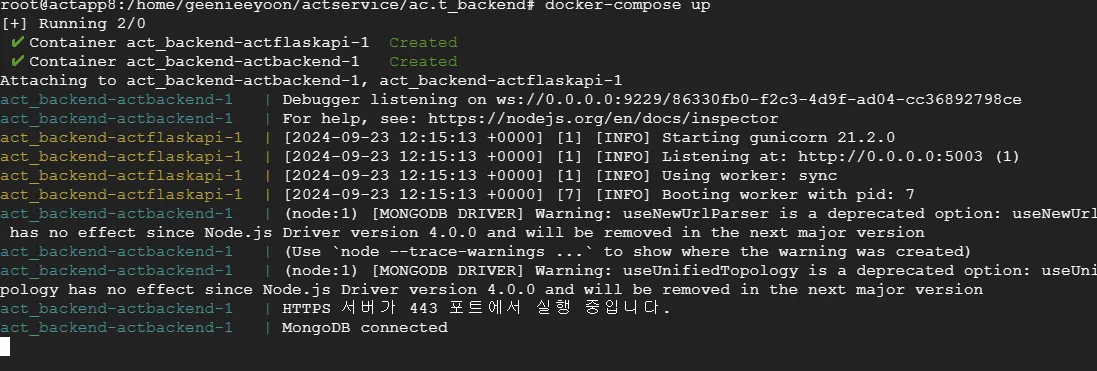 root@actapp8:/home/geenieeyoon/actservice/ac.t_backend# docker-compose up
[+] Running 2/0
✔ Container act_backend-actflaskapi-1  Created
✔ Container act_backend-actbackend-1  Created
Attaching to act_backend-actbackend-1, act_backend-actflaskapi-1
act_backend-actbackend-1   | Debugger listening on ws://0.0.0.0:9229/86330fb0-f2c3-4d9f-ad04-cc36892798ce
act_backend-actbackend-1   | For help, see: https://nodejs.org/en/docs/inspector
act_backend-actflaskapi-1  | [2024-09-23 12:15:13 +0000] [1] [INFO] Starting gunicorn 21.2.0
act_backend-actflaskapi-1  | [2024-09-23 12:15:13 +0000] [1] [INFO] Listening at: http://0.0.0.0:5003 (1)
act_backend-actflaskapi-1  | [2024-09-23 12:15:13 +0000] [1] [INFO] Using worker: sync
act_backend-actflaskapi-1  | [2024-09-23 12:15:13 +0000] [7] [INFO] Booting worker with pid: 7
act_backend-actbackend-1   | (node:1) [MONGODB DRIVER] Warning: useNewUrlParser is a deprecated option: useNewUrl
has no effect since Node.js Driver version 4.0.0 and will be removed in the next major version
act_backend-actbackend-1   | (Use `node --trace-warnings ...` to show where the warning was created)
act_backend-actbackend-1   | (node:1) [MONGODB DRIVER] Warning: useUnifiedTopology is a deprecated option: useUni
pology has no effect since Node.js Driver version 4.0.0 and will be removed in the next major version
act_backend-actbackend-1   | HTTPS 서버가 443 포트에서 실행 중입니다.
act_backend-actbackend-1   | MongoDB connected